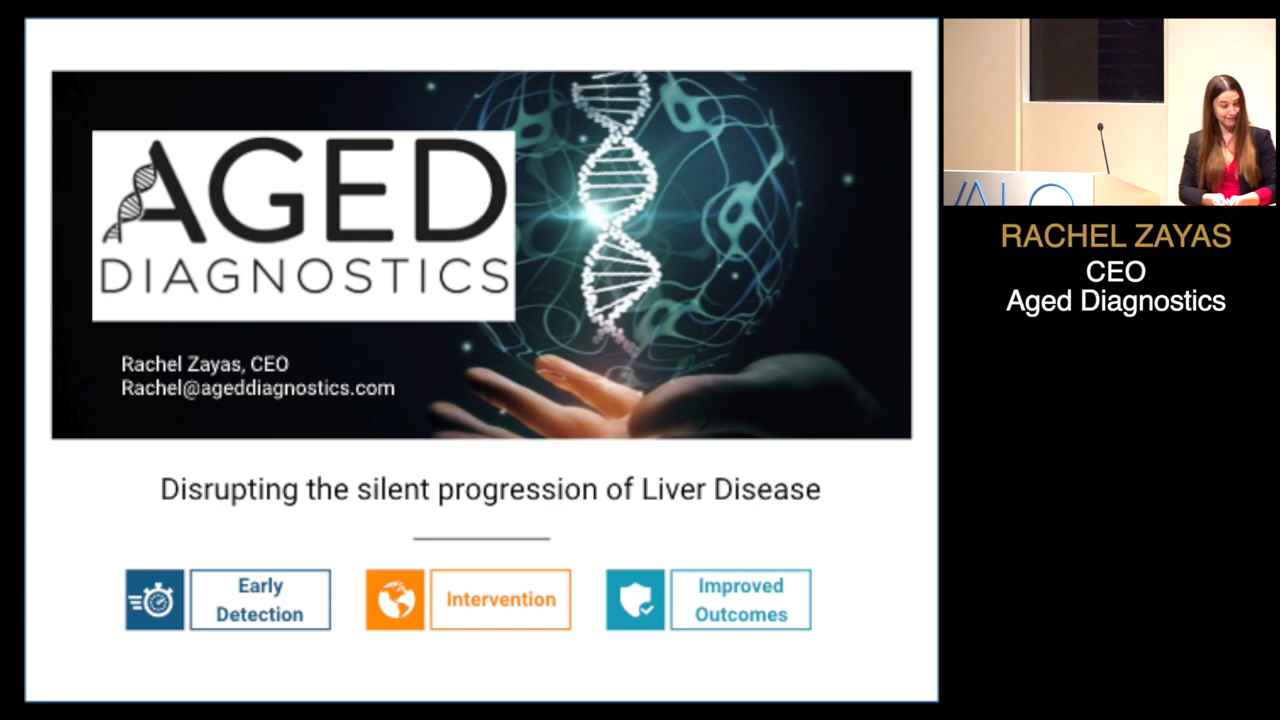 AGED
DIAGNOSTICS
Rachel Zayas, CEO
Rachel@ageddiagnostics.com
Disrupting the silent progression of Liver Disease
Early
Detection
Intervention
Improved
Outcomes
RACHEL ZAYAS
CEO
Aged Diagnostics